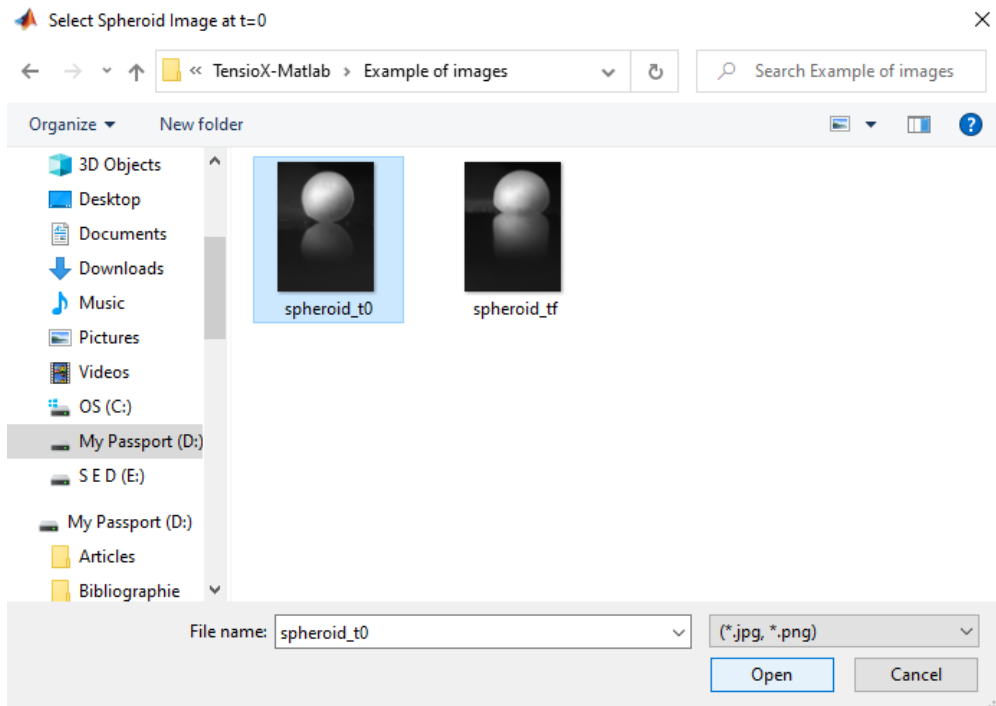 Select Spheroid Image at t=0
« TensioX-Matlab › Example of images
Search Example of images
Organize
New folder
3D Objects
Desktop
Documents
Downloads
Music
Pictures
Videos
OS (C:)
My Passport (D:)
S E D (E:)
My Passport (D:)
Articles
Bibliographie
spheroid_t0
spheroid_tf
File name: spheroid_t0
(*.jpg, *.png)
Open
Cancel